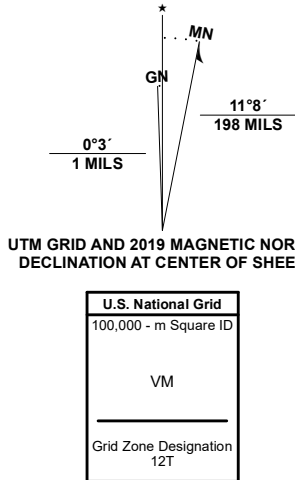 ★
MN
GN
11°8´
198 MILS
0°3´
1 MILS
UTM GRID AND 2019 MAGNETIC NOR
DECLINATION AT CENTER OF SHEE
U.S. National Grid
100,000 - m Square ID
VM
Grid Zone Designation
12T